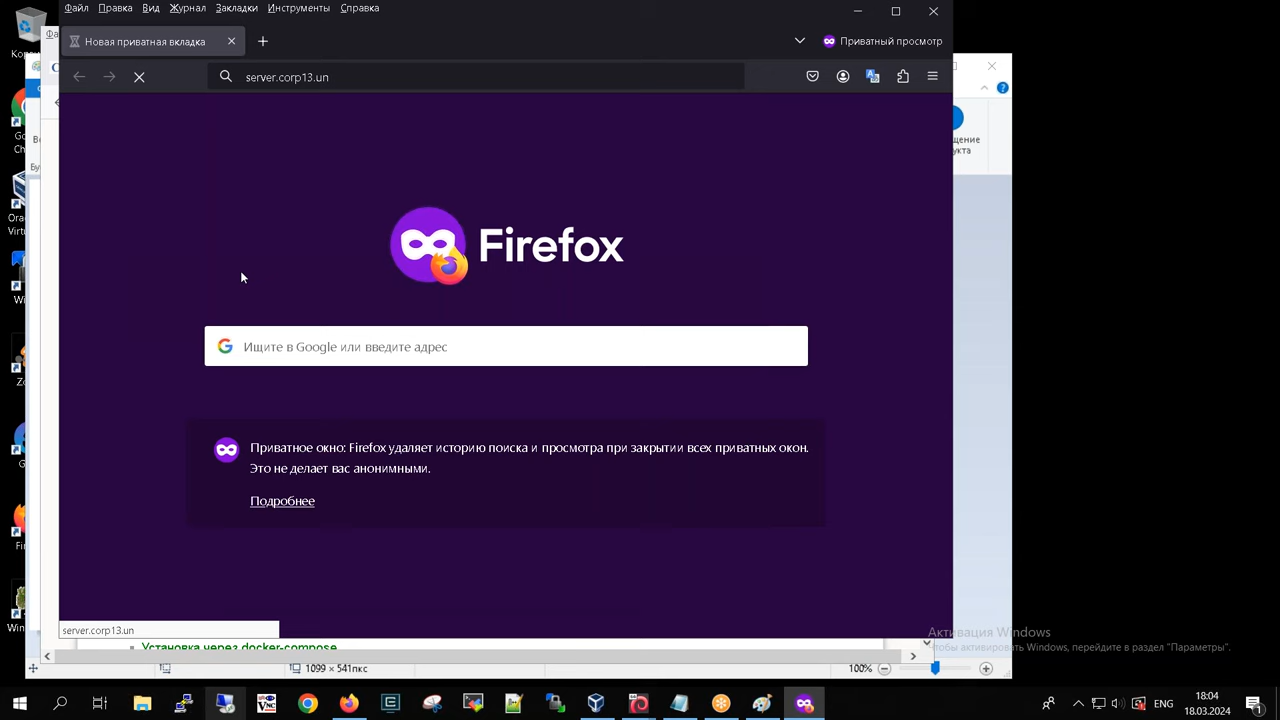 Файлы Правка Вид Журнал Закладки Инструменты Справка
Новая приватная вкладка
Приватный просмотр
server.corp13.un
Firefox
Ищите в Google или введите адрес
Приватное окно: Firefox удаляет историю поиска и просмотра при закрытии всех приватных окон.
Это не делает вас анонимными.
Подробнее
server.corp13.un
Установка через docker-compose
1099 × 541пкс
100%
Активация Windows
Чтобы активировать Windows, перейдите в раздел "Параметры".
ENG
18:04
18.03.2024